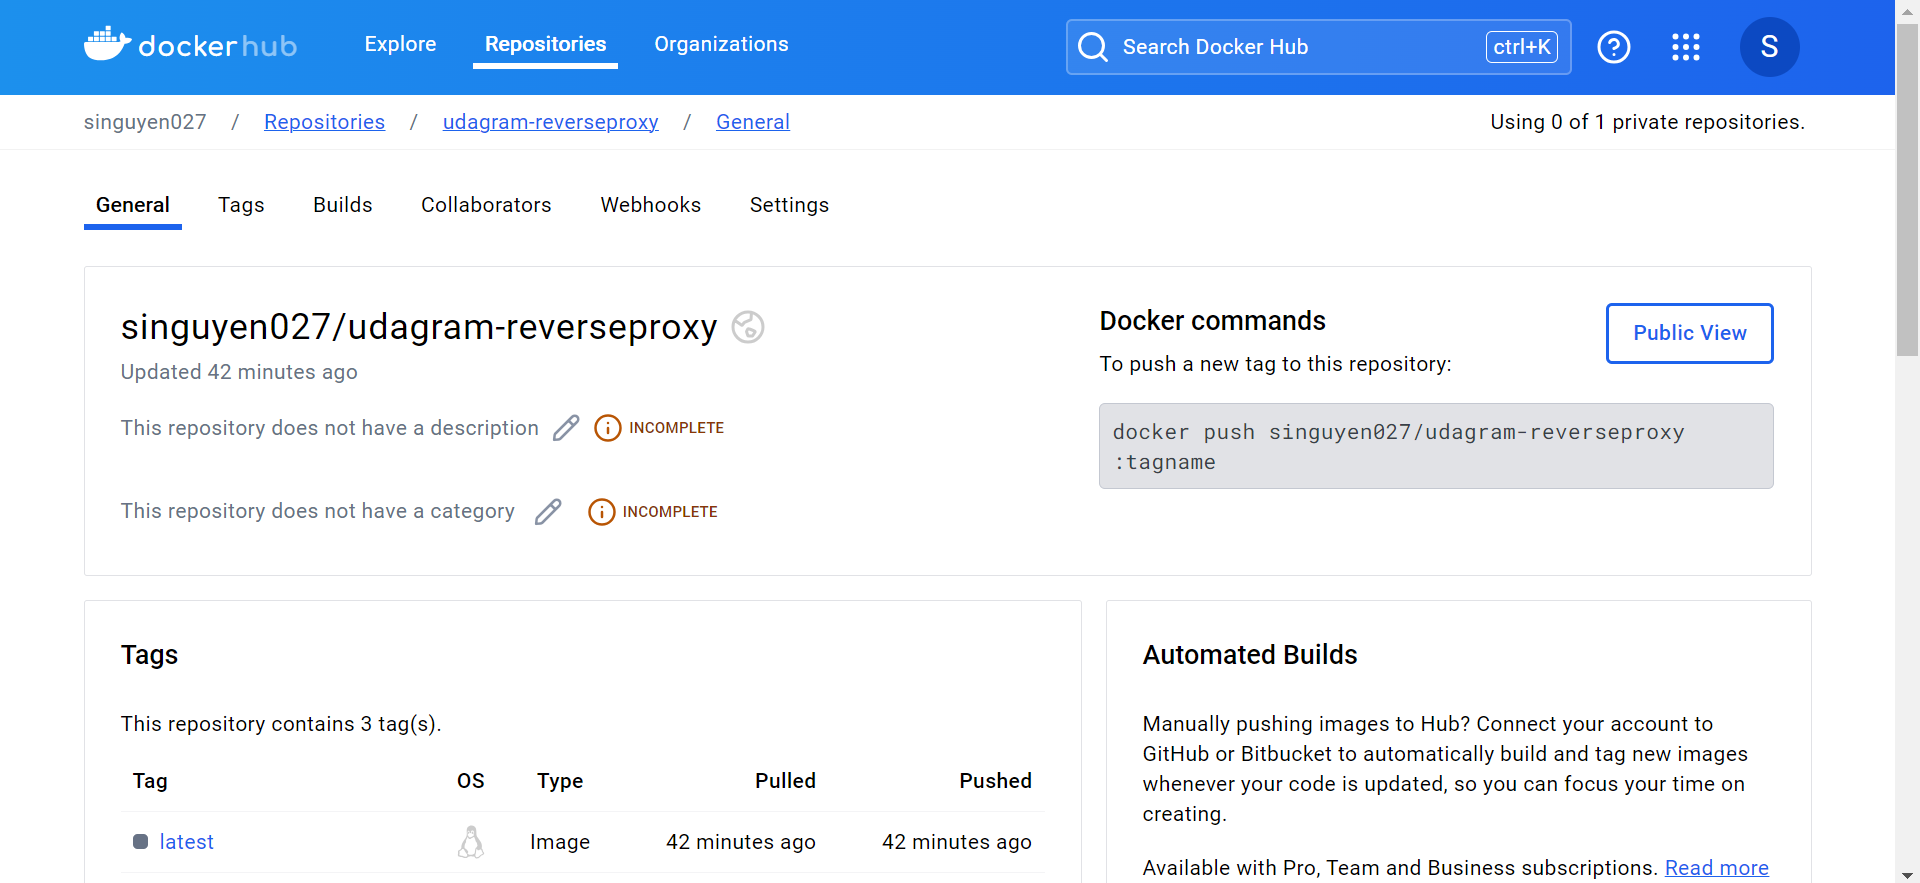 dockerhub
Explore
Repositories
Organizations
Search Docker Hub
ctrl+K
?
S
singuyen027 / Repositories / udagram-reverseproxy / General
Using 0 of 1 private repositories.
General
Tags
Builds
Collaborators
Webhooks
Settings
singuyen027/udagram-reverseproxy
Updated 42 minutes ago
This repository does not have a description
INCOMPLETE
This repository does not have a category
INCOMPLETE
Docker commands
To push a new tag to this repository:
Public View
docker push singuyen027/udagram-reverseproxy
:tagname
Tags
This repository contains 3 tag(s).
Tag OS Type Pulled Pushed
latest Image 42 minutes ago 42 minutes ago
Automated Builds
Manually pushing images to Hub? Connect your account to
GitHub or Bitbucket to automatically build and tag new images
whenever your code is updated, so you can focus your time on
creating.
Available with Pro, Team and Business subscriptions. Read more